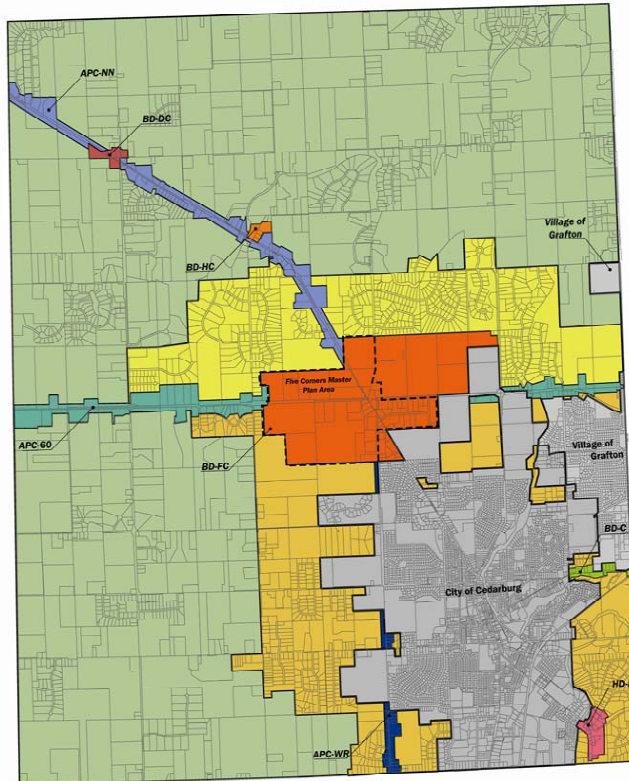 APC-NN
BD-DC
Village of
Grafton
BD-HC
Five Corners Master
Plan Area
APC-60
BD-FC
Village of
Grafton
BD-C
City of Cedarburg
HD-
APC-WR